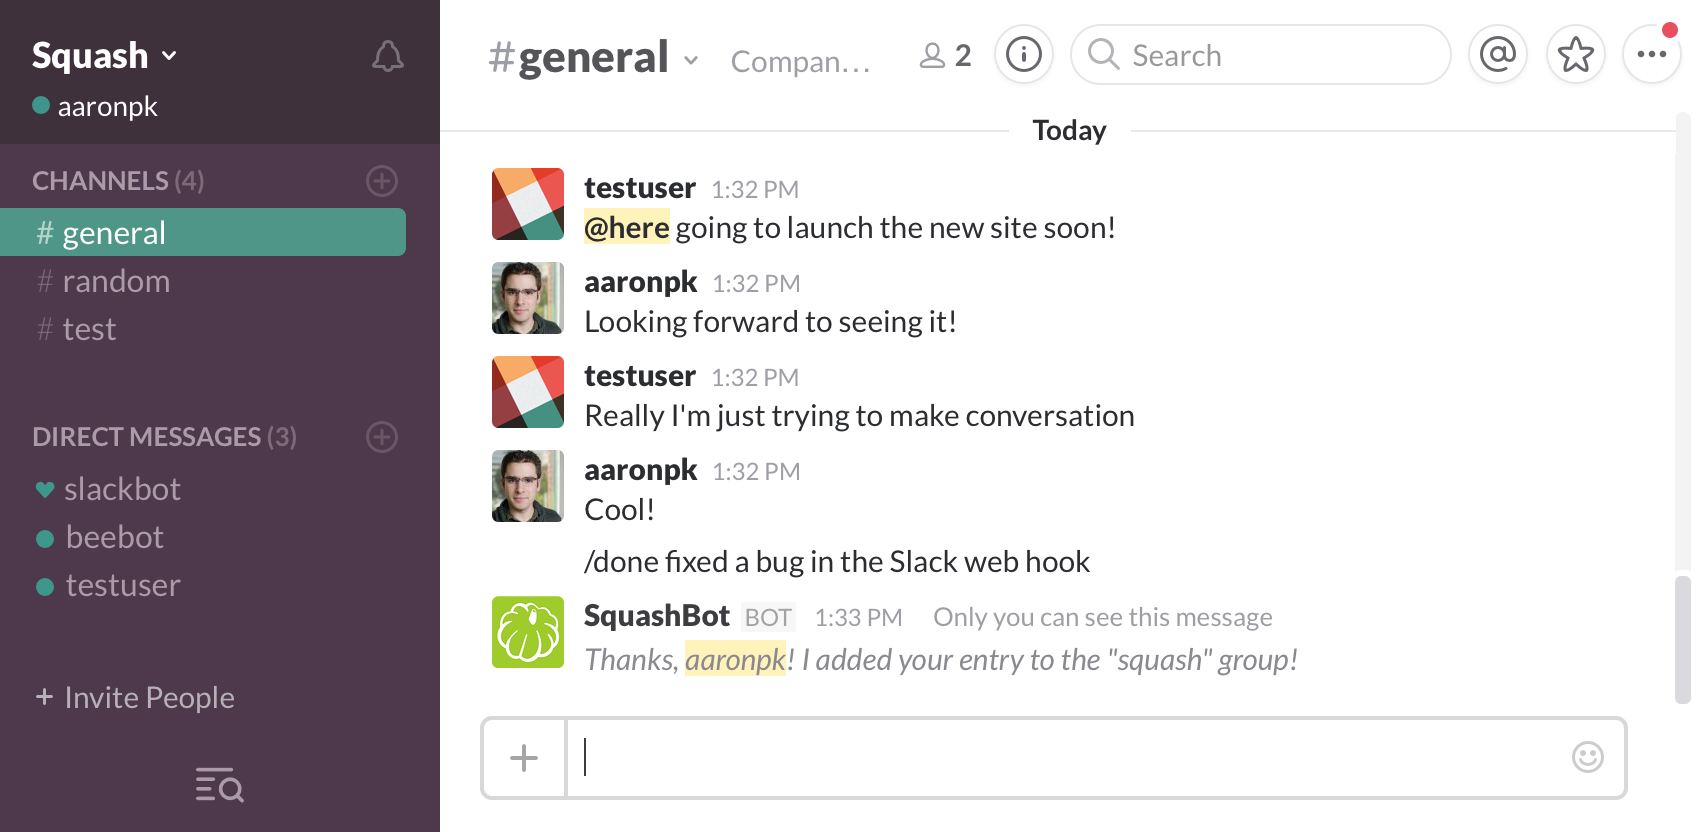 Squash
aaronpk
CHANNELS (4)
# general
# random
# test
DIRECT MESSAGES (3)
slackbot
beebot
testuser
+ Invite People
#general
Compan…
2
Search
Today
testuser 1:32 PM
@here going to launch the new site soon!
aaronpk 1:32 PM
Looking forward to seeing it!
testuser 1:32 PM
Really I'm just trying to make conversation
aaronpk 1:32 PM
Cool!
/done fixed a bug in the Slack web hook
SquashBot BOT 1:33 PM Only you can see this message
Thanks, aaronpk! I added your entry to the "squash" group!